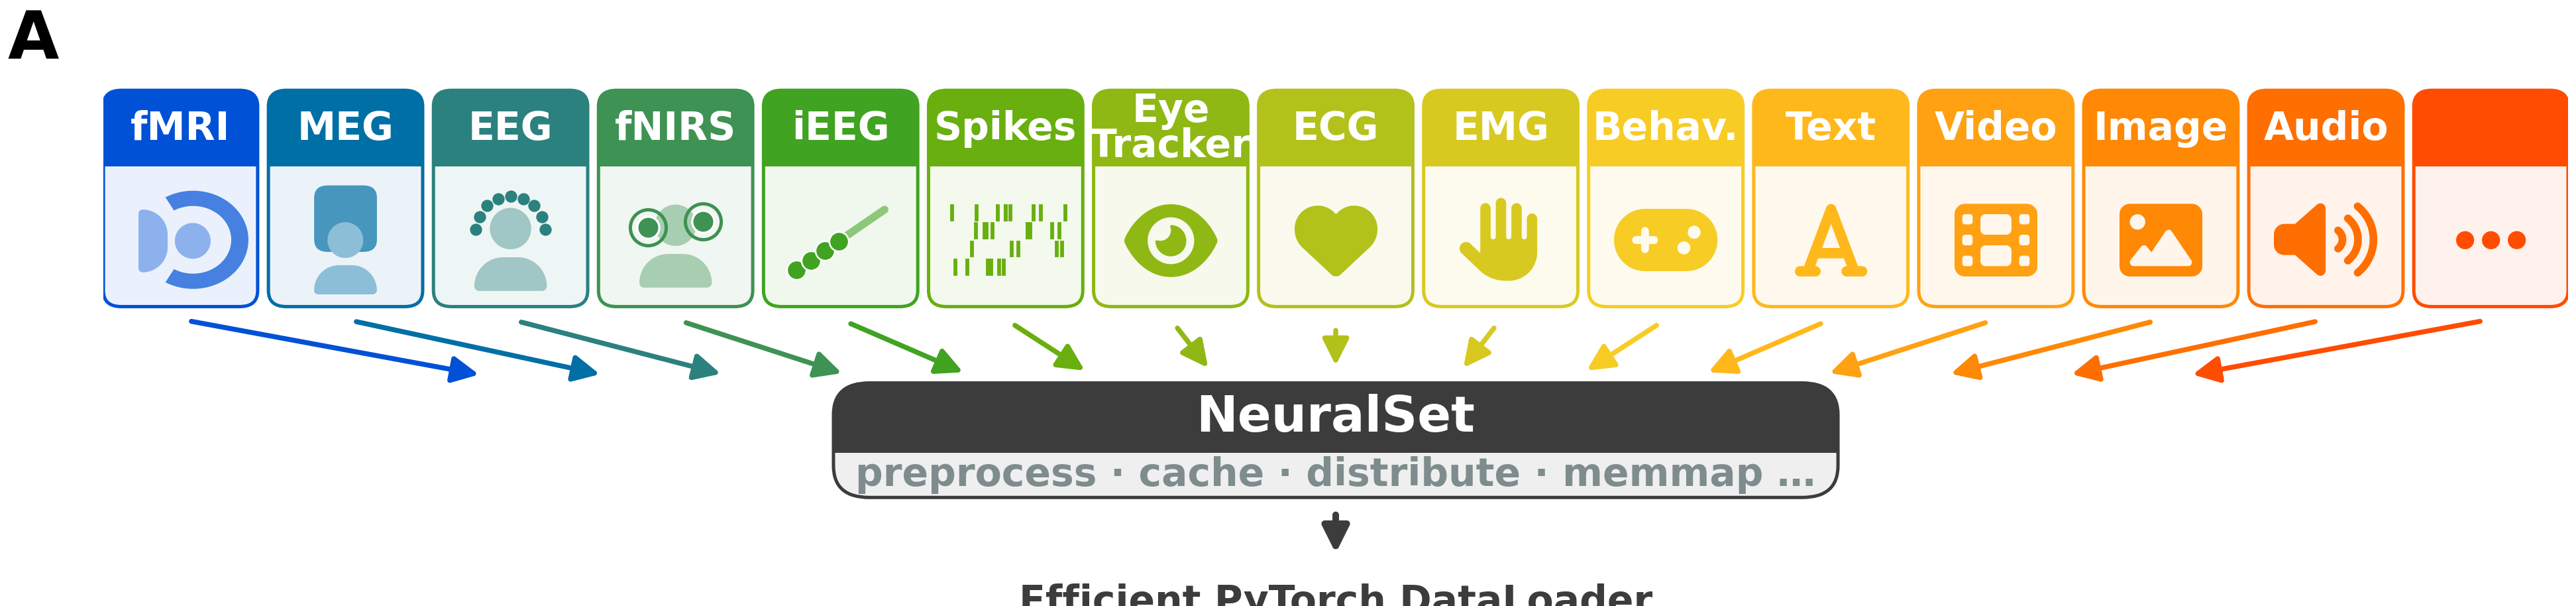 A
fMRI
MEG
EEG
fNIRS
iEEG
Spikes
Eye
Tracker
ECG
EMG
Behav.
Text
Video
Image
Audio
NeuralSet
preprocess · cache · distribute · memmap ...
Efficient PyTorch DataLoader